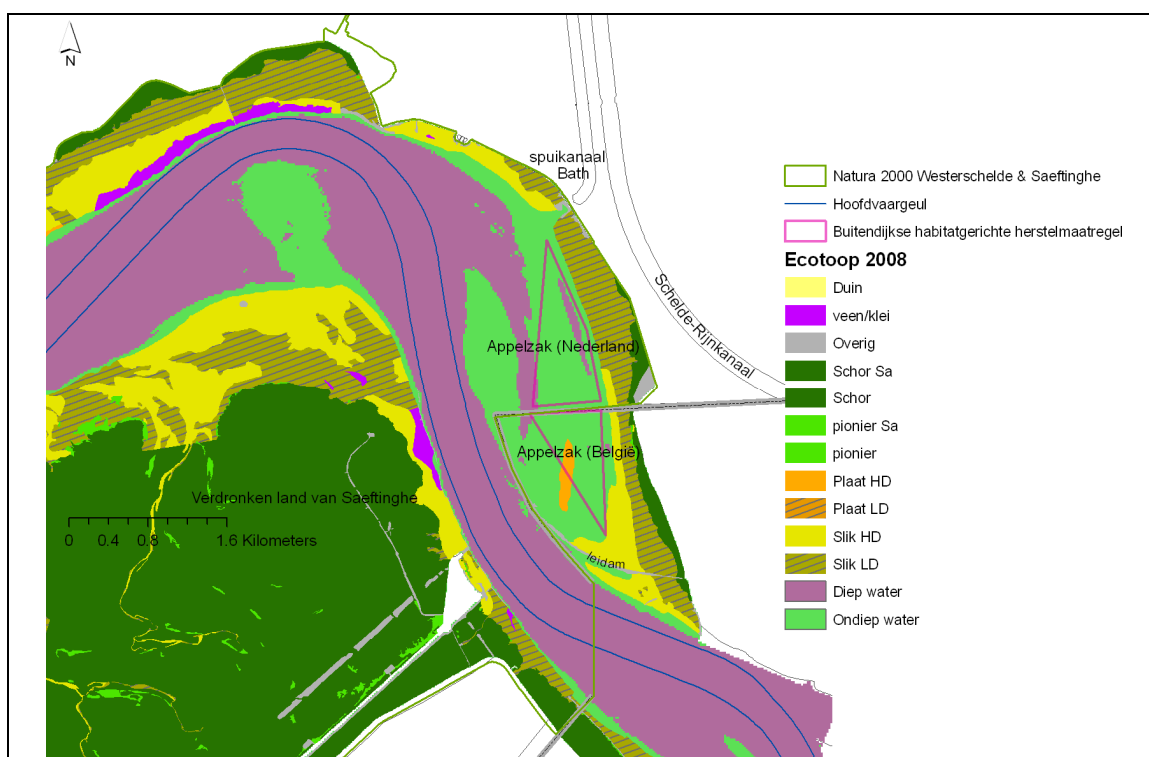 N
spuikanaal
Bath
Schelde-Rijnkanaal
Appelzak (Nederland)
Appelzak (België)
leidam
Verdronken land van Saeftinghe
0 0.4 0.8 1.6 Kilometers
Natura 2000 Westerschelde & Saeftinghe
Hoofdvaargeul
Buitendijkse habitatgerichte herstelmaatregel
Ecotoop 2008
Duin
veen/klei
Overig
Schor Sa
Schor
pionier Sa
pionier
Plaat HD
Plaat LD
Slik HD
Slik LD
Diep water
Ondiep water